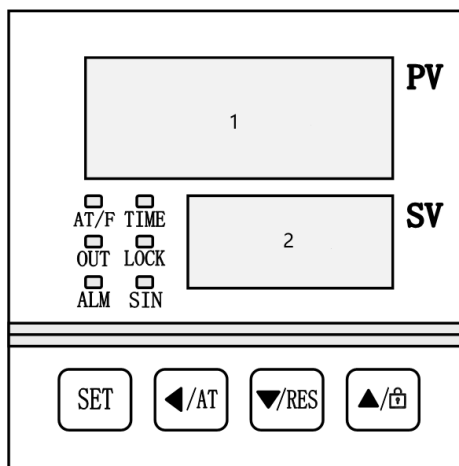 PV
1
AT/F TIME
SV
OUT LOCK
2
ALM SIN
SET
◀/AT
▼/RES
▲/🔒